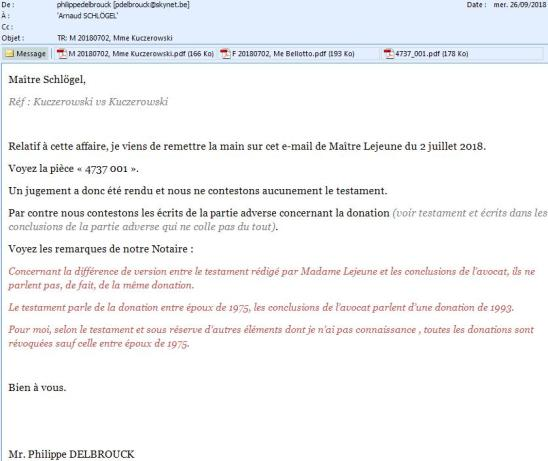 De : philippedelbrouck [pdelbrouck@skynet.be] Date : mer. 26/09/2018
À : 'Arnaud SCHLÖGEL'
Cc :
Objet : TR: M 20180702, Mme Kuczerowski
Message M 20180702, Mme Kuczerowski.pdf (166 Ko) F 20180702, Me Bellotto.pdf (193 Ko) 4737_001.pdf (178 Ko)
Maître Schlögel,
Réf : Kuczerowski vs Kuczerowski
Relatif à cette affaire, je viens de remettre la main sur cet e-mail de Maître Lejeune du 2 juillet 2018.
Voyez la pièce « 4737 001 ».
Un jugement a donc été rendu et nous ne contestons aucunement le testament.
Par contre nous contestons les écrits de la partie adverse concernant la donation (voir testament et écrits dans les
conclusions de la partie adverse qui ne colle pas du tout).
Voyez les remarques de notre Notaire :
Concernant la différence de version entre le testament rédigé par Madame Lejeune et les conclusions de l'avocat, ils ne
parlent pas, de fait, de la même donation.
Le testament parle de la donation entre époux de 1975, les conclusions de l'avocat parlent d'une donation de 1993.
Pour moi, selon le testament et sous réserve d'autres éléments dont je n'ai pas connaissance , toutes les donations sont
révoquées sauf celle entre époux de 1975.
Bien à vous.
Mr. Philippe DELBROUCK